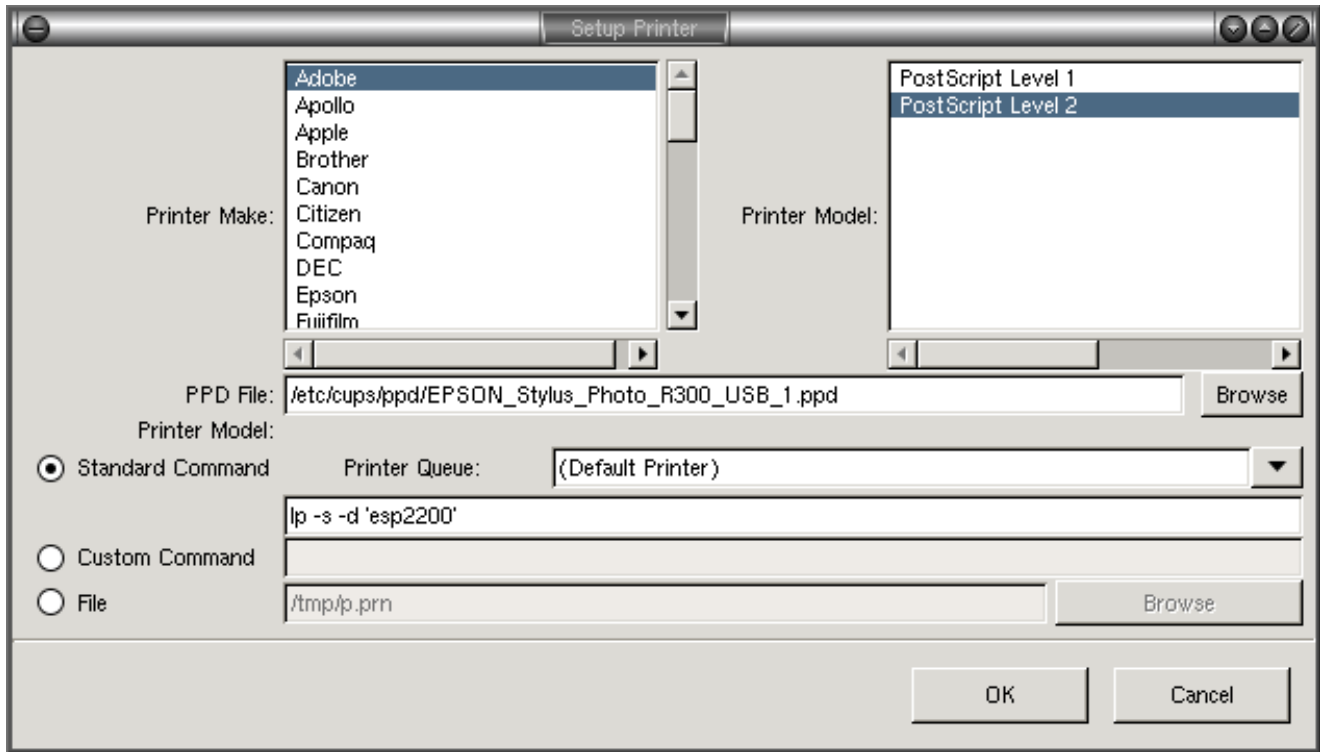 Setup Printer
Printer Make:
Adobe
Apollo
Apple
Brother
Canon
Citizen
Compaq
DEC
Epson
Fujifilm
Printer Model:
PostScript Level 1
PostScript Level 2
PPD File: /etc/cups/ppd/EPSON_Stylus_Photo_R300_USB_1.ppd Browse
Printer Model:
Standard Command Printer Queue: (Default Printer)
lp -s -d 'esp2200'
Custom Command
File /tmp/p.prn Browse
OK Cancel